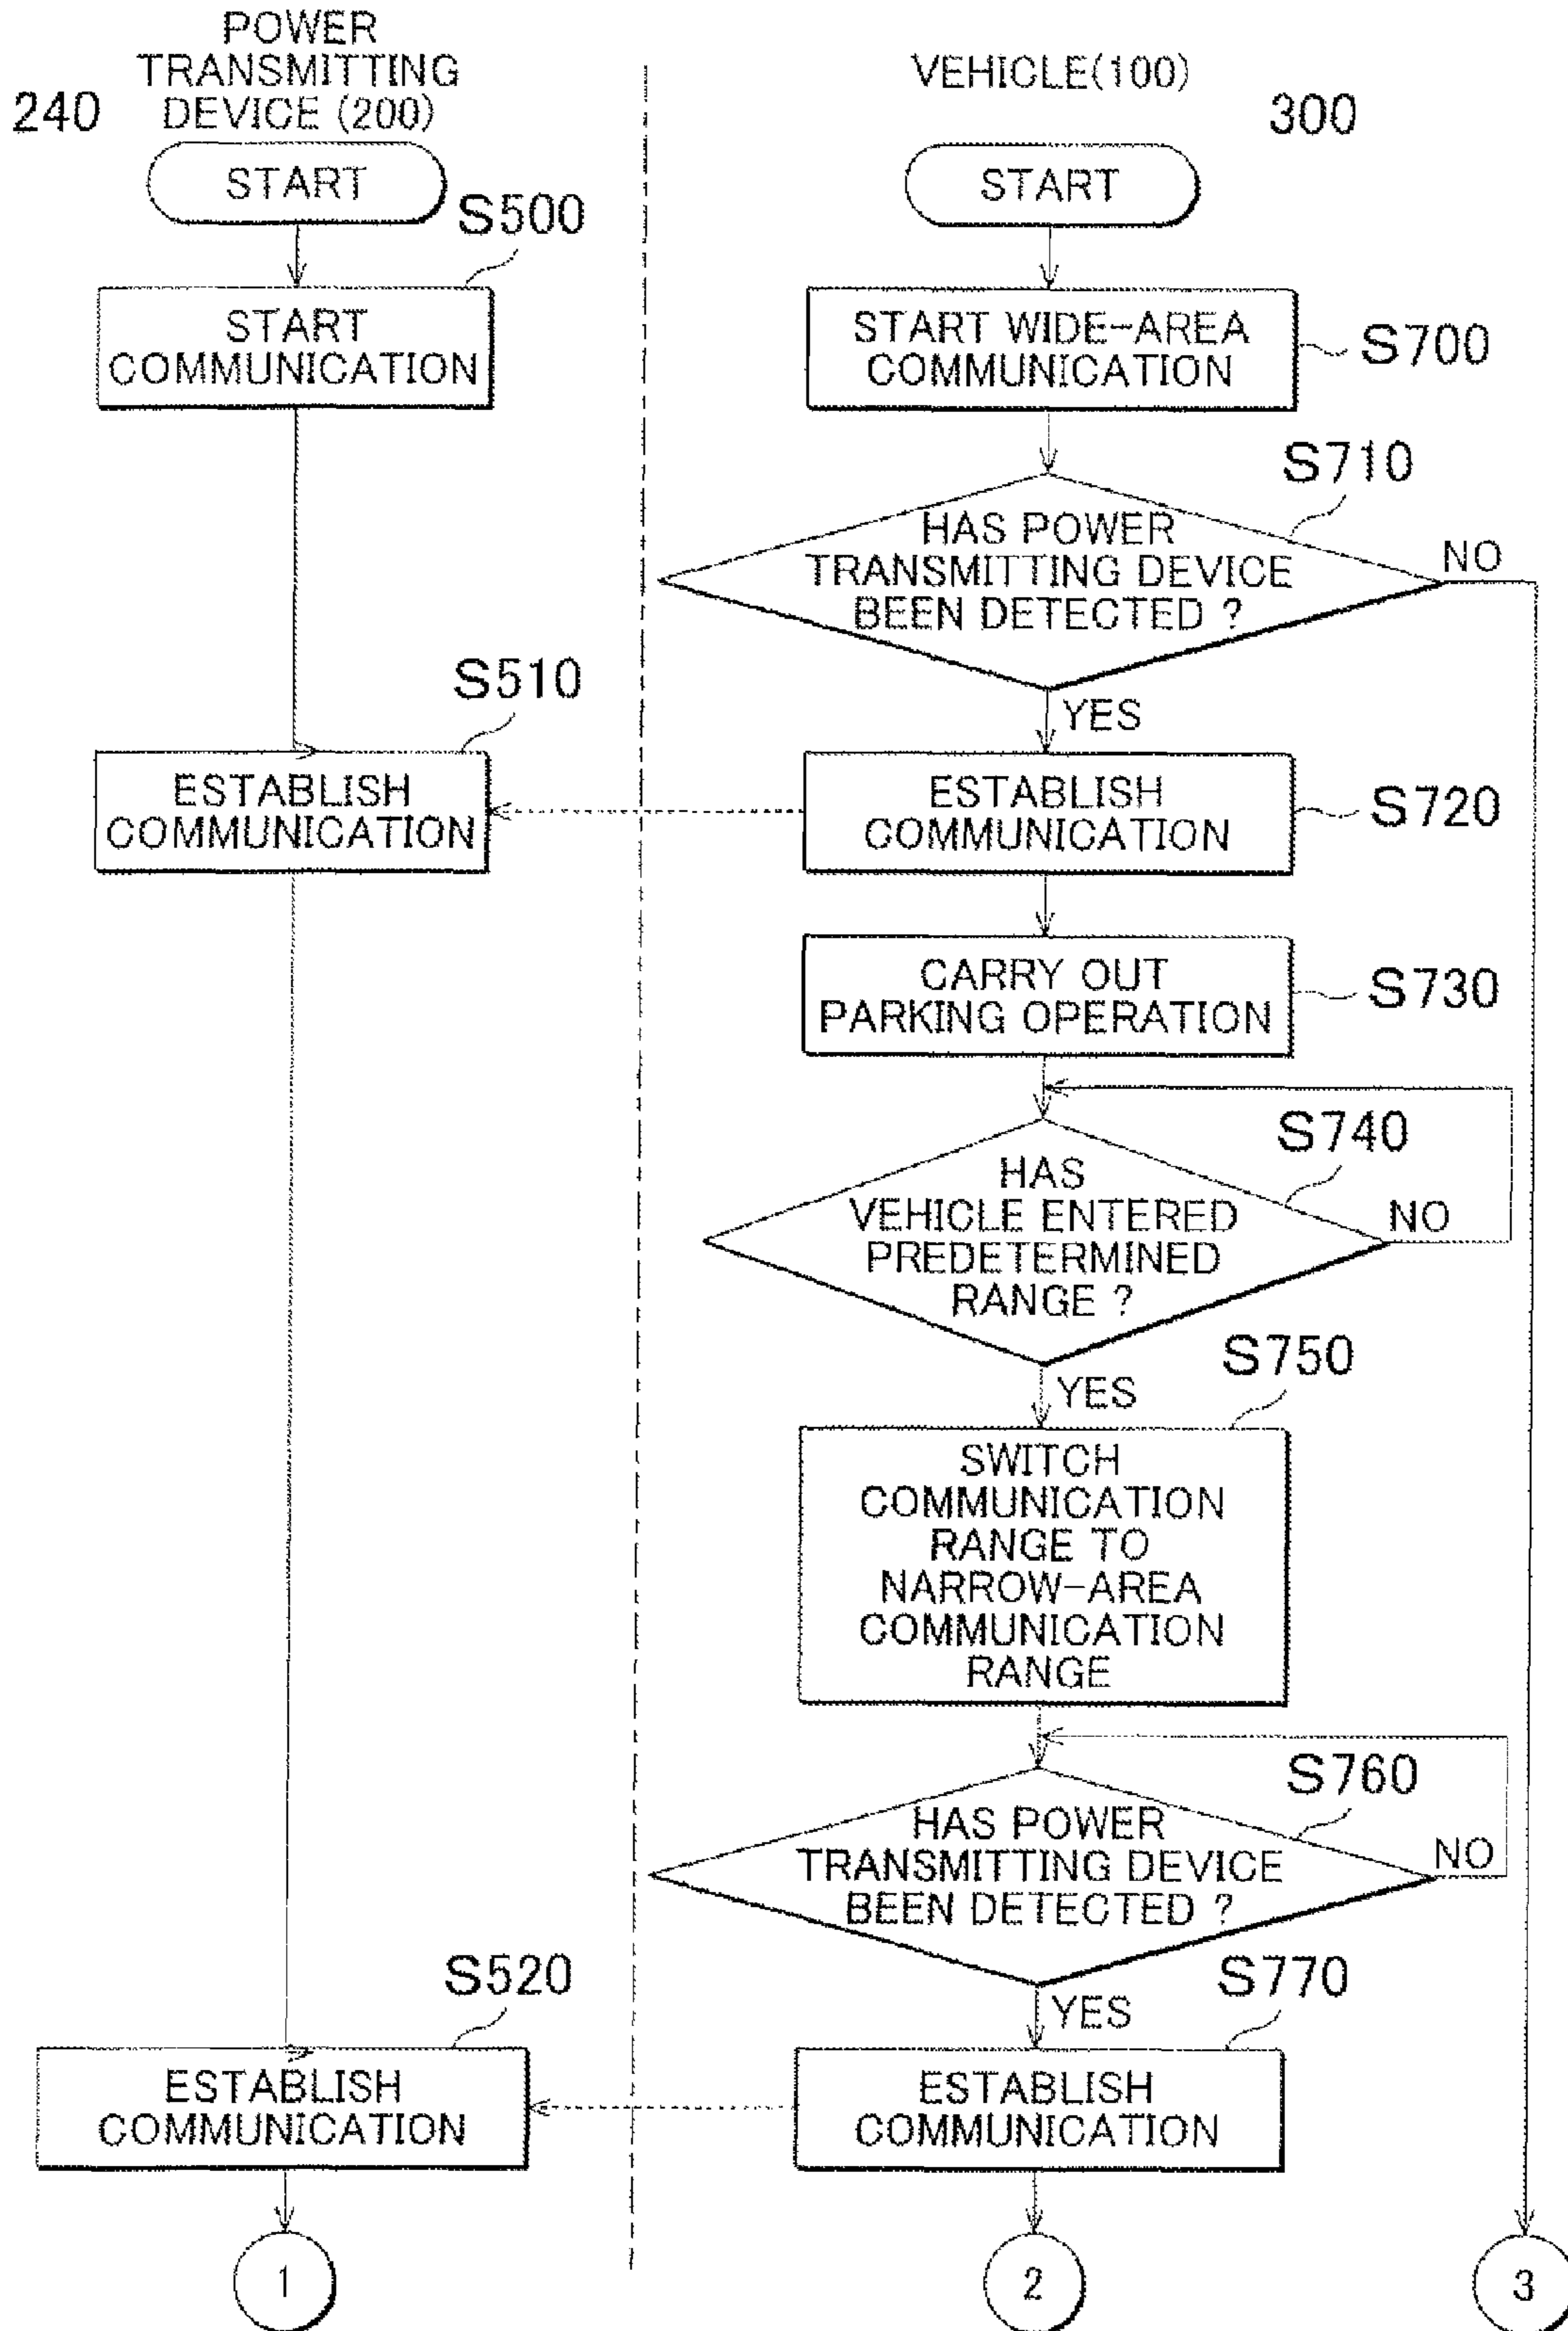 POWER
TRANSMITTING
DEVICE (200)
240
START
S500
START
COMMUNICATION
S510
ESTABLISH
COMMUNICATION
S520
ESTABLISH
COMMUNICATION
1
VEHICLE(100)
300
START
START WIDE-AREA
COMMUNICATION
S700
S710
HAS POWER
TRANSMITTING DEVICE
BEEN DETECTED ?
NO
YES
ESTABLISH
COMMUNICATION
S720
CARRY OUT
PARKING OPERATION
S730
S740
HAS
VEHICLE ENTERED
PREDETERMINED
RANGE ?
NO
YES
S750
SWITCH
COMMUNICATION
RANGE TO
NARROW-AREA
COMMUNICATION
RANGE
S760
HAS POWER
TRANSMITTING DEVICE
BEEN DETECTED ?
NO
YES
S770
ESTABLISH
COMMUNICATION
2
3